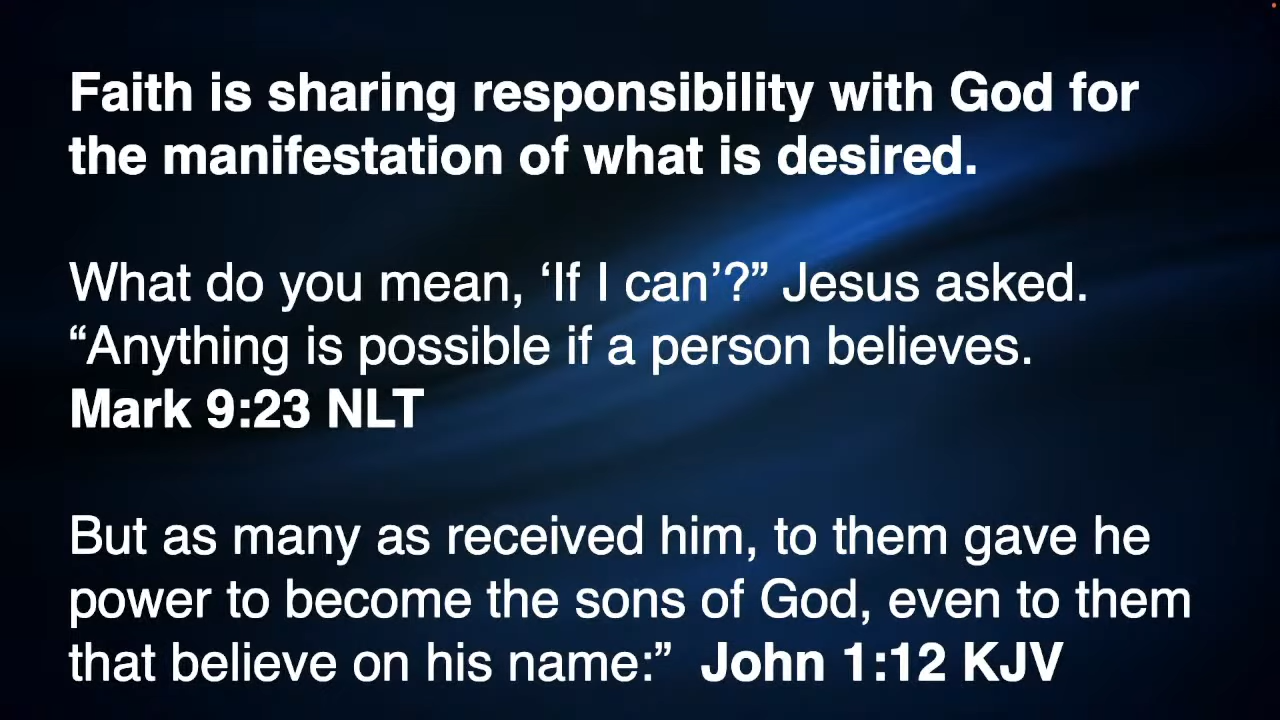 Faith is sharing responsibility with God for
the manifestation of what is desired.
What do you mean, ‘If I can’?” Jesus asked.
“Anything is possible if a person believes.
Mark 9:23 NLT
But as many as received him, to them gave he
power to become the sons of God, even to them
that believe on his name:” John 1:12 KJV